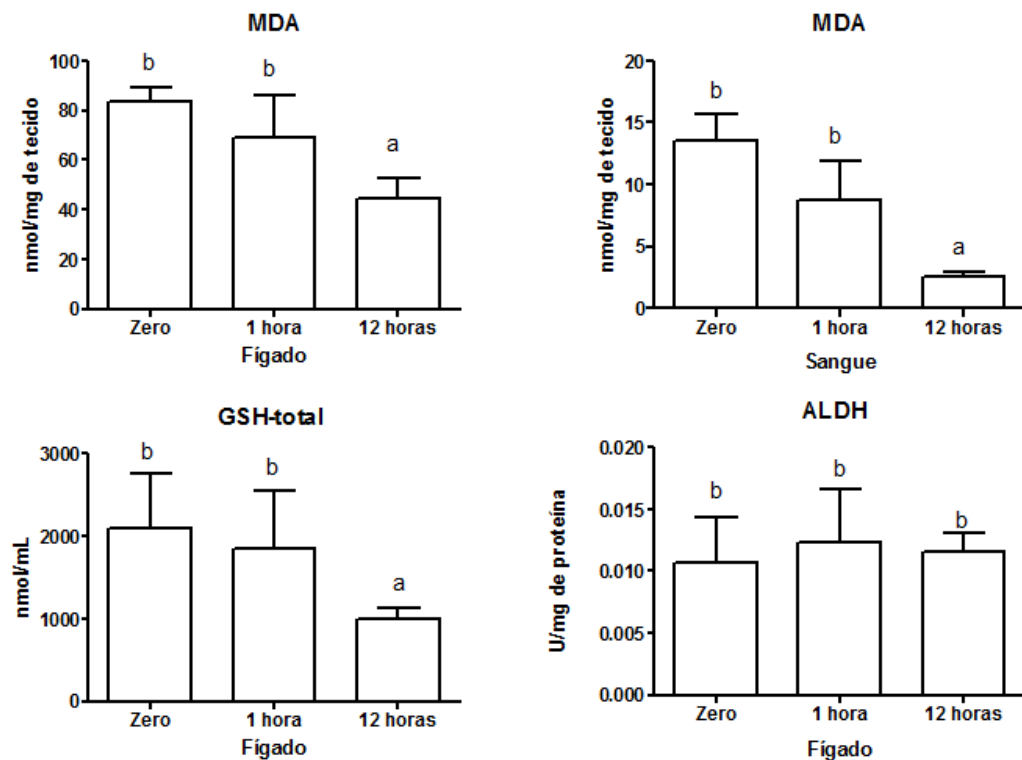 MDA
nmol/mg de tecido
100
80
60
40
20
0
b
b
a
Zero
1 hora
12 horas
Fígado
MDA
nmol/mg de tecido
20
15
10
5
0
b
b
a
Zero
1 hora
12 horas
Sangue
GSH-total
nmol/mL
3000
2000
1000
0
b
b
a
Zero
1 hora
12 horas
Fígado
ALDH
U/mg de proteína
0.020
0.015
0.010
0.005
0.000
b
b
b
Zero
1 hora
12 horas
Fígado